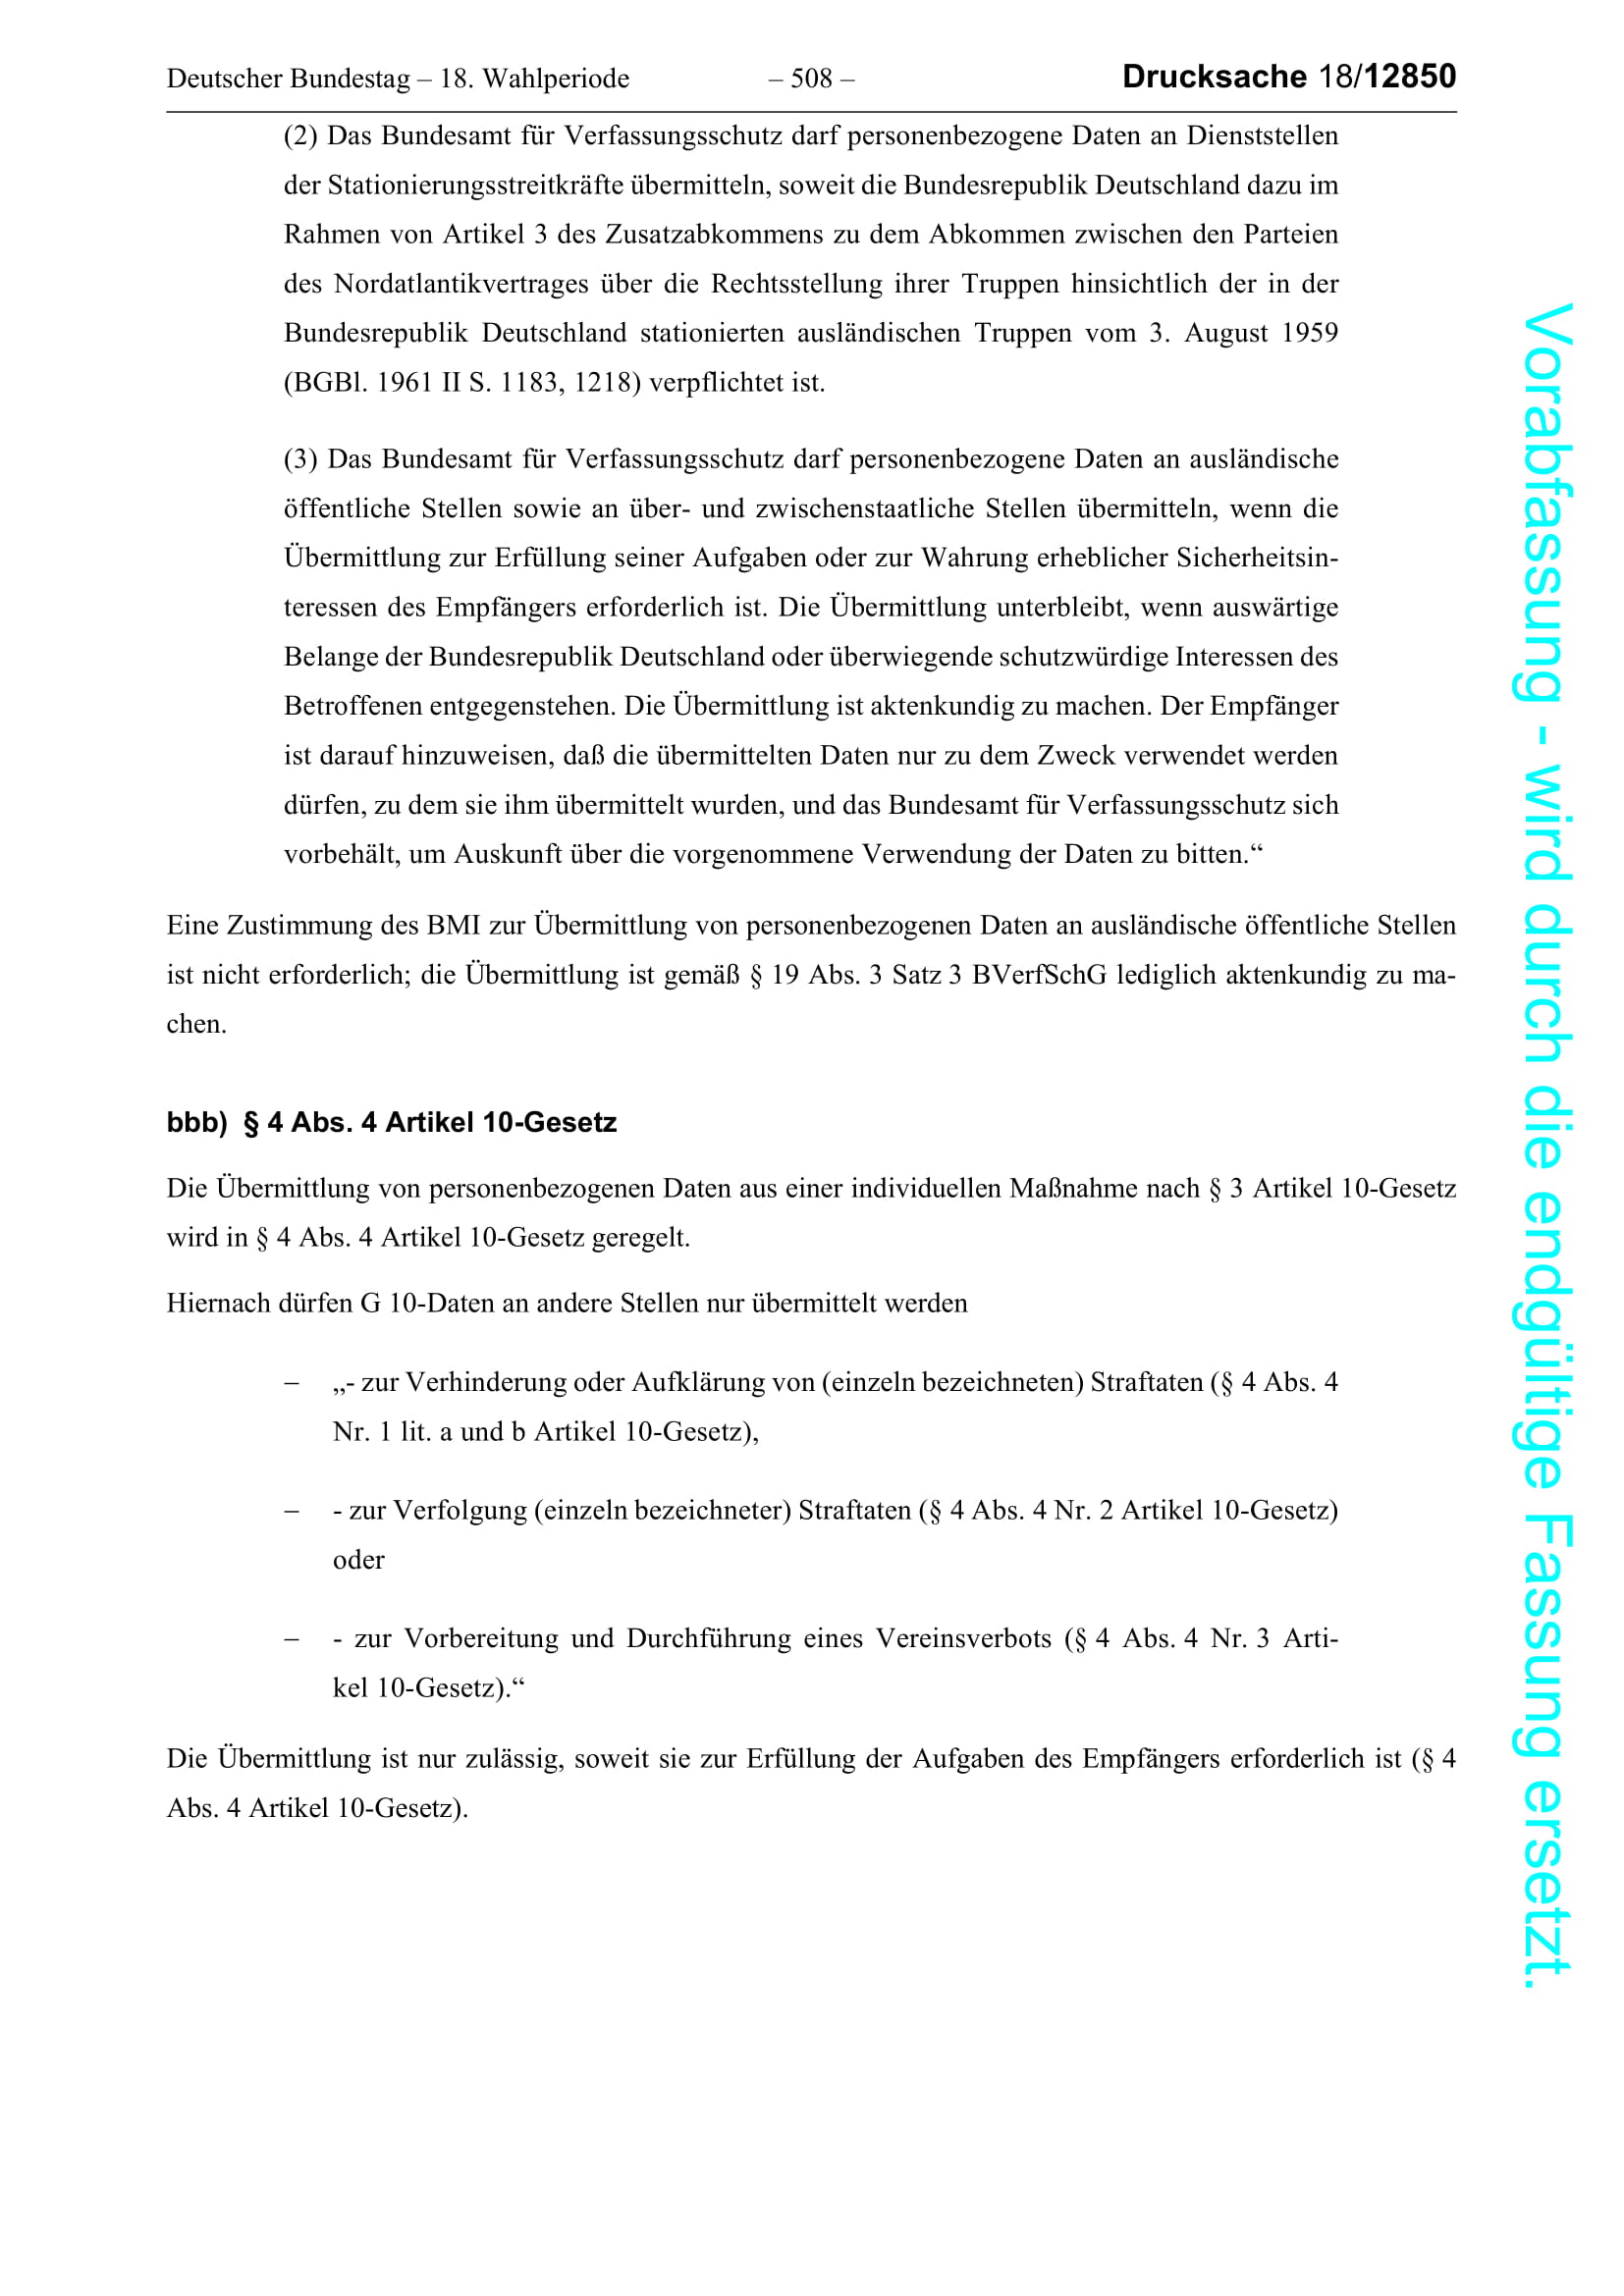 Deutscher Bundestag – 18. Wahlperiode – 508 – Drucksache 18/12850
(2) Das Bundesamt für Verfassungsschutz darf personenbezogene Daten an Dienststellen
der Stationierungsstreitkräfte übermitteln, soweit die Bundesrepublik Deutschland dazu im
Rahmen von Artikel 3 des Zusatzabkommens zu dem Abkommen zwischen den Parteien
des Nordatlantikvertrages über die Rechtsstellung ihrer Truppen hinsichtlich der in der
Bundesrepublik Deutschland stationierten ausländischen Truppen vom 3. August 1959
(BGBl. 1961 II S. 1183, 1218) verpflichtet ist.
(3) Das Bundesamt für Verfassungsschutz darf personenbezogene Daten an ausländische
öffentliche Stellen sowie an über- und zwischenstaatliche Stellen übermitteln, wenn die
Übermittlung zur Erfüllung seiner Aufgaben oder zur Wahrung erheblicher Sicherheitsin-
teressen des Empfängers erforderlich ist. Die Übermittlung unterbleibt, wenn auswärtige
Belange der Bundesrepublik Deutschland oder überwiegende schutzwürdige Interessen des
Betroffenen entgegenstehen. Die Übermittlung ist aktenkundig zu machen. Der Empfänger
ist darauf hinzuweisen, daß die übermittelten Daten nur zu dem Zweck verwendet werden
dürfen, zu dem sie ihm übermittelt wurden, und das Bundesamt für Verfassungsschutz sich
vorbehält, um Auskunft über die vorgenommene Verwendung der Daten zu bitten.“
Eine Zustimmung des BMI zur Übermittlung von personenbezogenen Daten an ausländische öffentliche Stellen
ist nicht erforderlich; die Übermittlung ist gemäß § 19 Abs. 3 Satz 3 BVerfSchG lediglich aktenkundig zu ma-
chen.
bbb) § 4 Abs. 4 Artikel 10-Gesetz
Die Übermittlung von personenbezogenen Daten aus einer individuellen Maßnahme nach § 3 Artikel 10-Gesetz
wird in § 4 Abs. 4 Artikel 10-Gesetz geregelt.
Hiernach dürfen G 10-Daten an andere Stellen nur übermittelt werden
– „- zur Verhinderung oder Aufklärung von (einzeln bezeichneten) Straftaten (§ 4 Abs. 4
Nr. 1 lit. a und b Artikel 10-Gesetz),
– - zur Verfolgung (einzeln bezeichneter) Straftaten (§ 4 Abs. 4 Nr. 2 Artikel 10-Gesetz)
oder
– - zur Vorbereitung und Durchführung eines Vereinsverbots (§ 4 Abs. 4 Nr. 3 Arti-
kel 10-Gesetz).“
Die Übermittlung ist nur zulässig, soweit sie zur Erfüllung der Aufgaben des Empfängers erforderlich ist (§ 4
Abs. 4 Artikel 10-Gesetz).
Vorabfassung - wird durch die endgültige Fassung ersetzt.